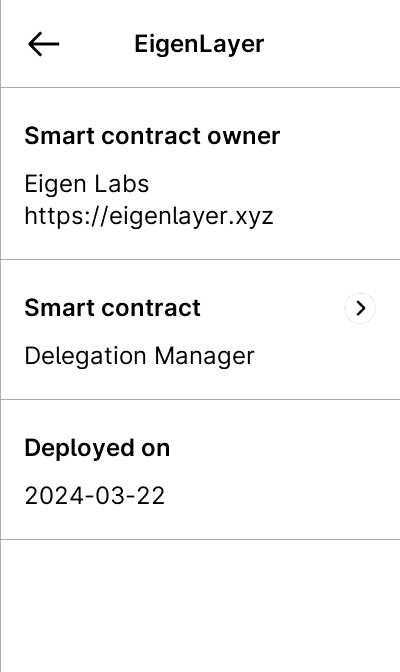 EigenLayer
Smart contract owner
Eigen Labs
https://eigenlayer.xyz
Smart contract
Delegation Manager
Deployed on
2024-03-22